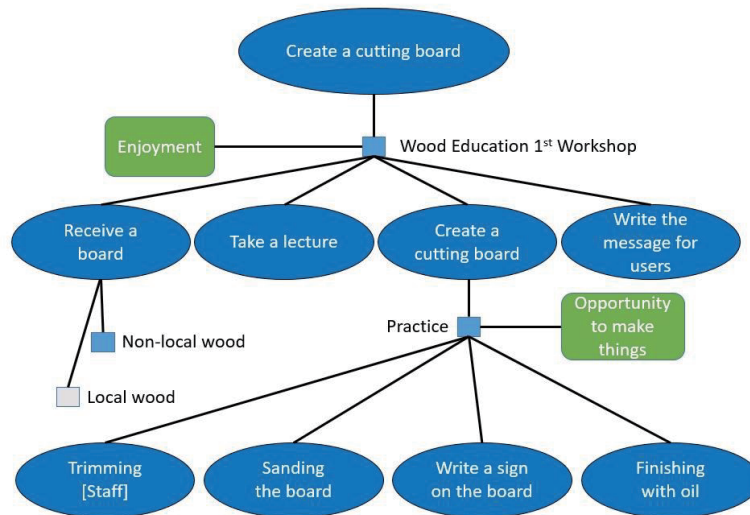 Create a cutting board
Enjoyment
Wood Education 1st Workshop
Receive a
board
Take a lecture
Create a
cutting board
Write the
message for
users
Practice
Opportunity
to make
things
Non-local wood
Local wood
Trimming
[Staff]
Sanding
the board
Write a sign
on the board
Finishing
with oil